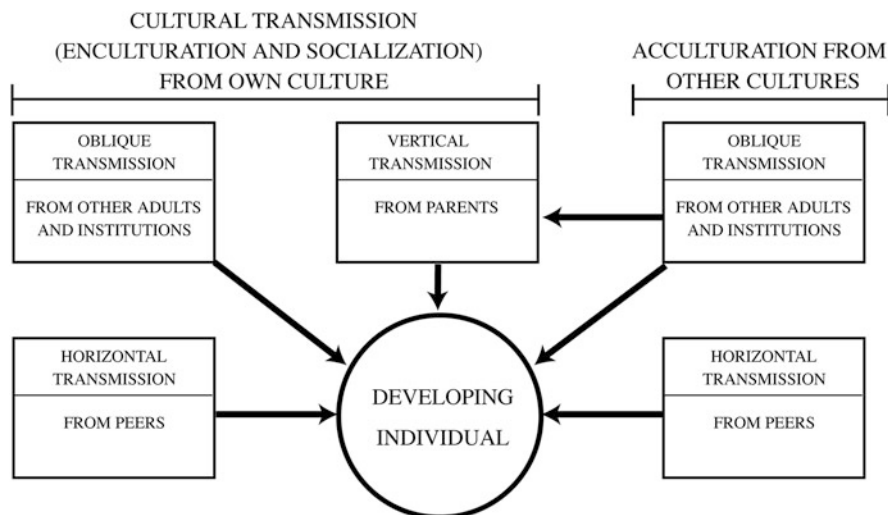 CULTURAL TRANSMISSION
(ENCULTURATION AND SOCIALIZATION)
FROM OWN CULTURE
ACCULTURATION FROM
OTHER CULTURES
OBLIQUE
TRANSMISSION
FROM OTHER ADULTS
AND INSTITUTIONS
VERTICAL
TRANSMISSION
FROM PARENTS
OBLIQUE
TRANSMISSION
FROM OTHER ADULTS
AND INSTITUTIONS
HORIZONTAL
TRANSMISSION
FROM PEERS
DEVELOPING
INDIVIDUAL
HORIZONTAL
TRANSMISSION
FROM PEERS